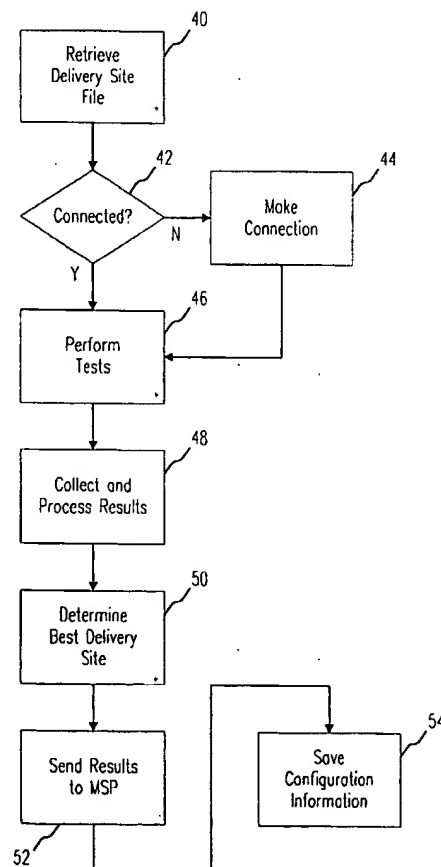 40
Retrieve
Delivery Site
File
42
Connected?
N
Y
44
Make
Connection
46
Perform
Tests
48
Collect and
Process Results
50
Determine
Best Delivery
Site
Send Results
to MSP
52
54
Save
Configuration
Information